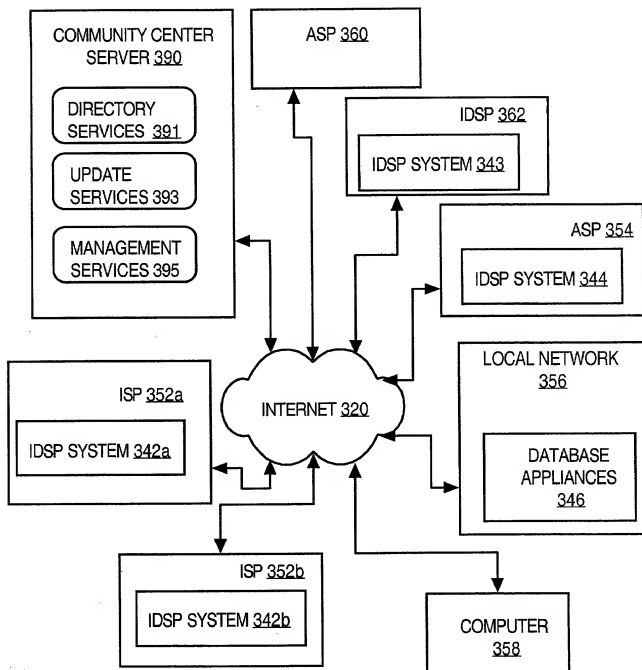 COMMUNITY CENTER
SERVER 390
DIRECTORY
SERVICES 391
UPDATE
SERVICES 393
MANAGEMENT
SERVICES 395
ASP 360
IDSP 362
IDSP SYSTEM 343
ASP 354
IDSP SYSTEM 344
LOCAL NETWORK
356
DATABASE
APPLIANCES
346
INTERNET 320
ISP 352a
IDSP SYSTEM 342a
ISP 352b
IDSP SYSTEM 342b
COMPUTER
358